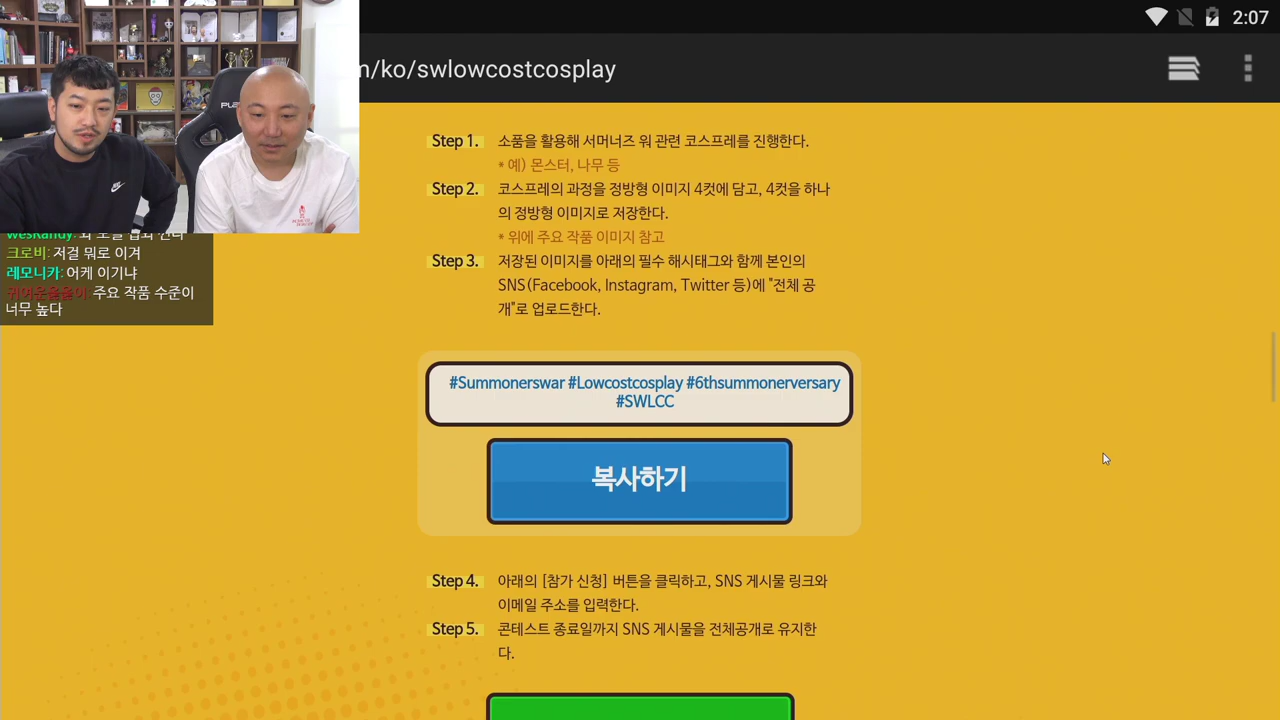 2:07
/ko/swlowcostcosplay
Step 1. 소품을 활용해 서머너즈 워 관련 코스프레를 진행한다.
* 예) 몬스터, 나무 등
Step 2. 코스프레의 과정을 정방형 이미지 4컷에 담고, 4컷을 하나
의 정방형 이미지로 저장한다.
* 위에 주요 작품 이미지 참고
Step 3. 저장된 이미지를 아래의 필수 해시태그와 함께 본인의
SNS(Facebook, Instagram, Twitter 등)에 "전체 공
개"로 업로드한다.
#Summonerswar #Lowcostcosplay #6thsummonerversary
#SWLCC
복사하기
Step 4. 아래의 [참가 신청] 버튼을 클릭하고, SNS 게시물 링크와
이메일 주소를 입력한다.
Step 5. 콘테스트 종료일까지 SNS 게시물을 전체공개로 유지한
다.
크로비: 저걸 뭐로 이겨
레모니카: 어케 이기냐
주요 작품 수준이
너무 높다